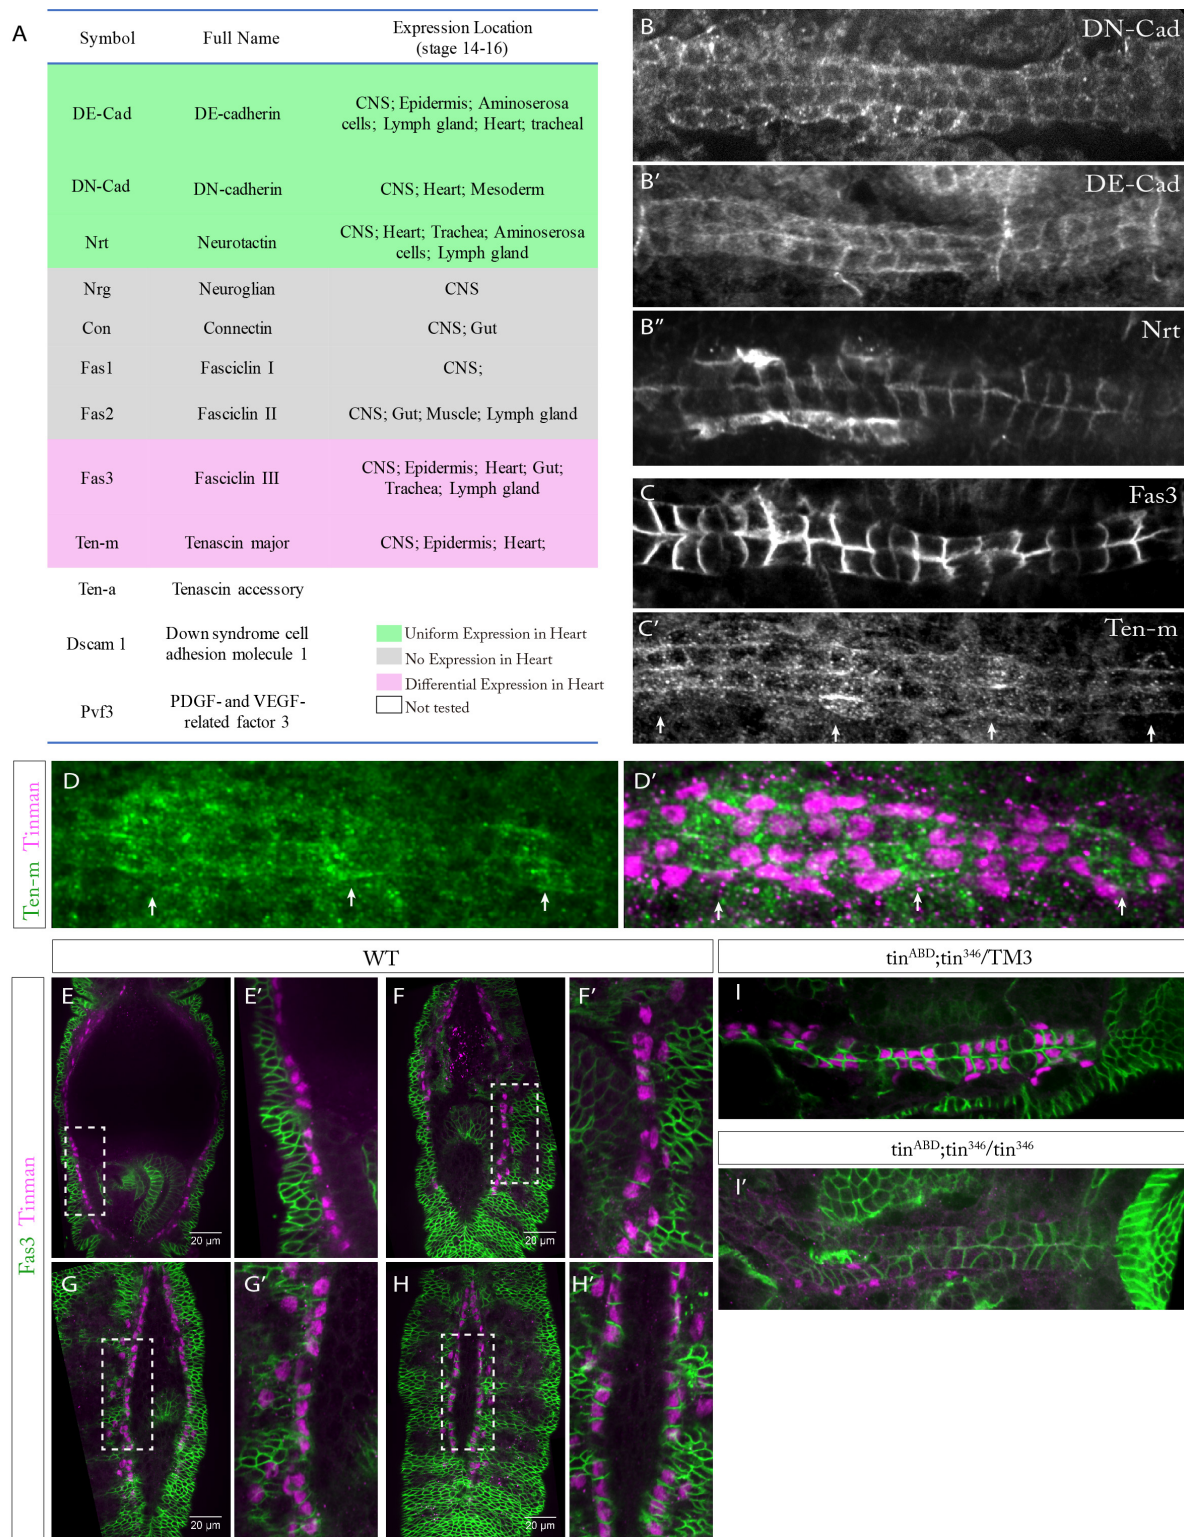 A
Symbol Full Name Expression Location
(stage 14-16)
DE-Cad DE-cadherin CNS; Epidermis; Aminoserosa
cells; Lymph gland; Heart; tracheal
DN-Cad DN-cadherin CNS; Heart; Mesoderm
Nrt Neurotactin CNS; Heart; Trachea; Aminoserosa
cells; Lymph gland
Nrg Neuroglian CNS
Con Connectin CNS; Gut
Fas1 Fasciclin I CNS;
Fas2 Fasciclin II CNS; Gut; Muscle; Lymph gland
Fas3 Fasciclin III CNS; Epidermis; Heart; Gut;
Trachea; Lymph gland
Ten-m Tenascin major CNS; Epidermis; Heart;
Ten-a Tenascin accessory
Dscam 1 Down syndrome cell
adhesion molecule 1
Pvf3 PDGF- and VEGF-
related factor 3
Uniform Expression in Heart
No Expression in Heart
Differential Expression in Heart
Not tested
B DN-Cad
B′ DE-Cad
B″ Nrt
C Fas3
C′ Ten-m
Ten-m Tinman
D
D′
WT
tin^ABD;tin^346/TM3
Fas3 Tinman
E
20 µm
E′
F
20 µm
F′
I
tin^ABD;tin^346/tin^346
I′
G
20 µm
G′
H
20 µm
H′